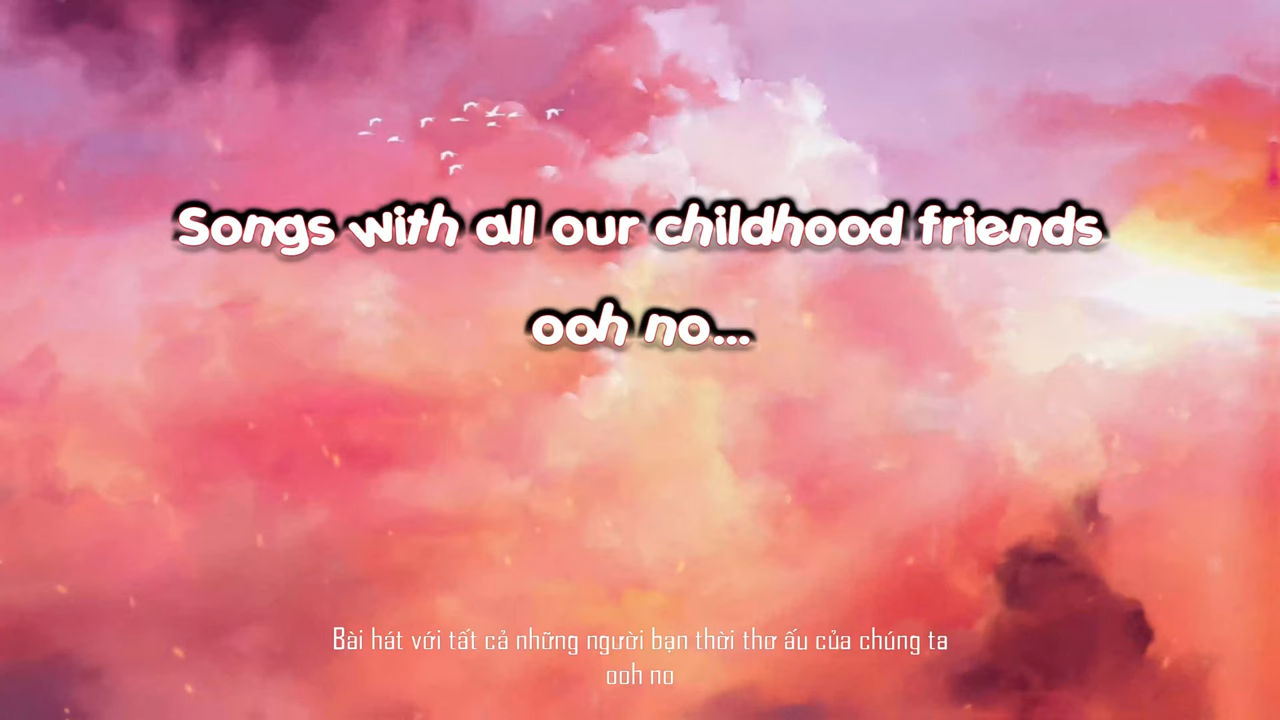 Songs with all our childhood friends
ooh no...
Bài hát với tất cả những người bạn thời thơ ấu của chúng ta
ooh no